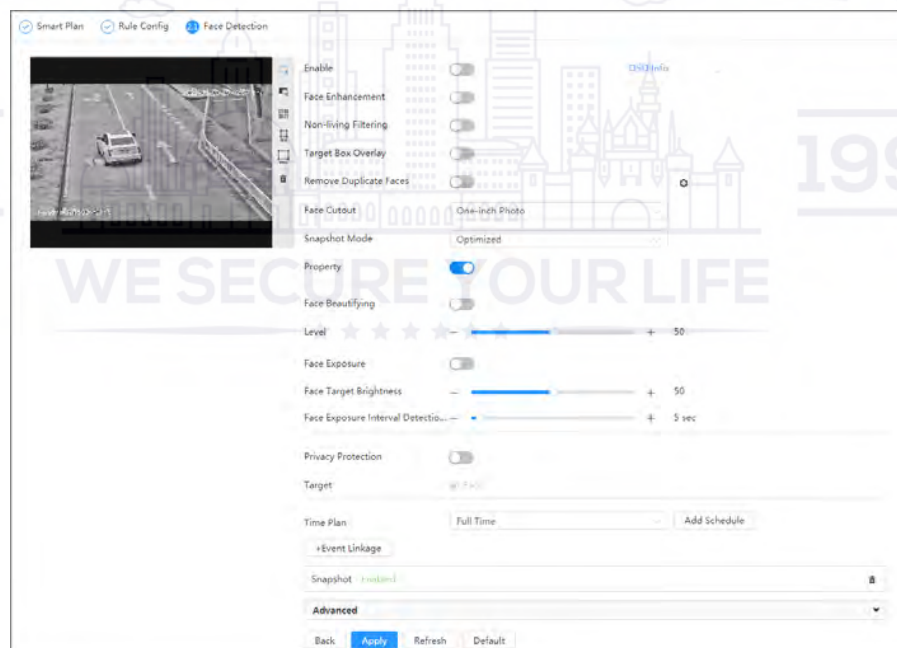 Smart Plan Rule Config 2.1 Face Detection
Enable OSD Info
Face Enhancement
Non-living Filtering
Target Box Overlay
Remove Duplicate Faces
Face Cutout One-inch Photo
Snapshot Mode Optimized
Property
Face Beautifying
Level − + 50
Face Exposure
Face Target Brightness − + 50
Face Exposure Interval Detectio... − + 5 sec
Privacy Protection
Target
Time Plan Full Time Add Schedule
+Event Linkage
Snapshot Enabled
Advanced
Back Apply Refresh Default
WE SECURE YOUR LIFE
199